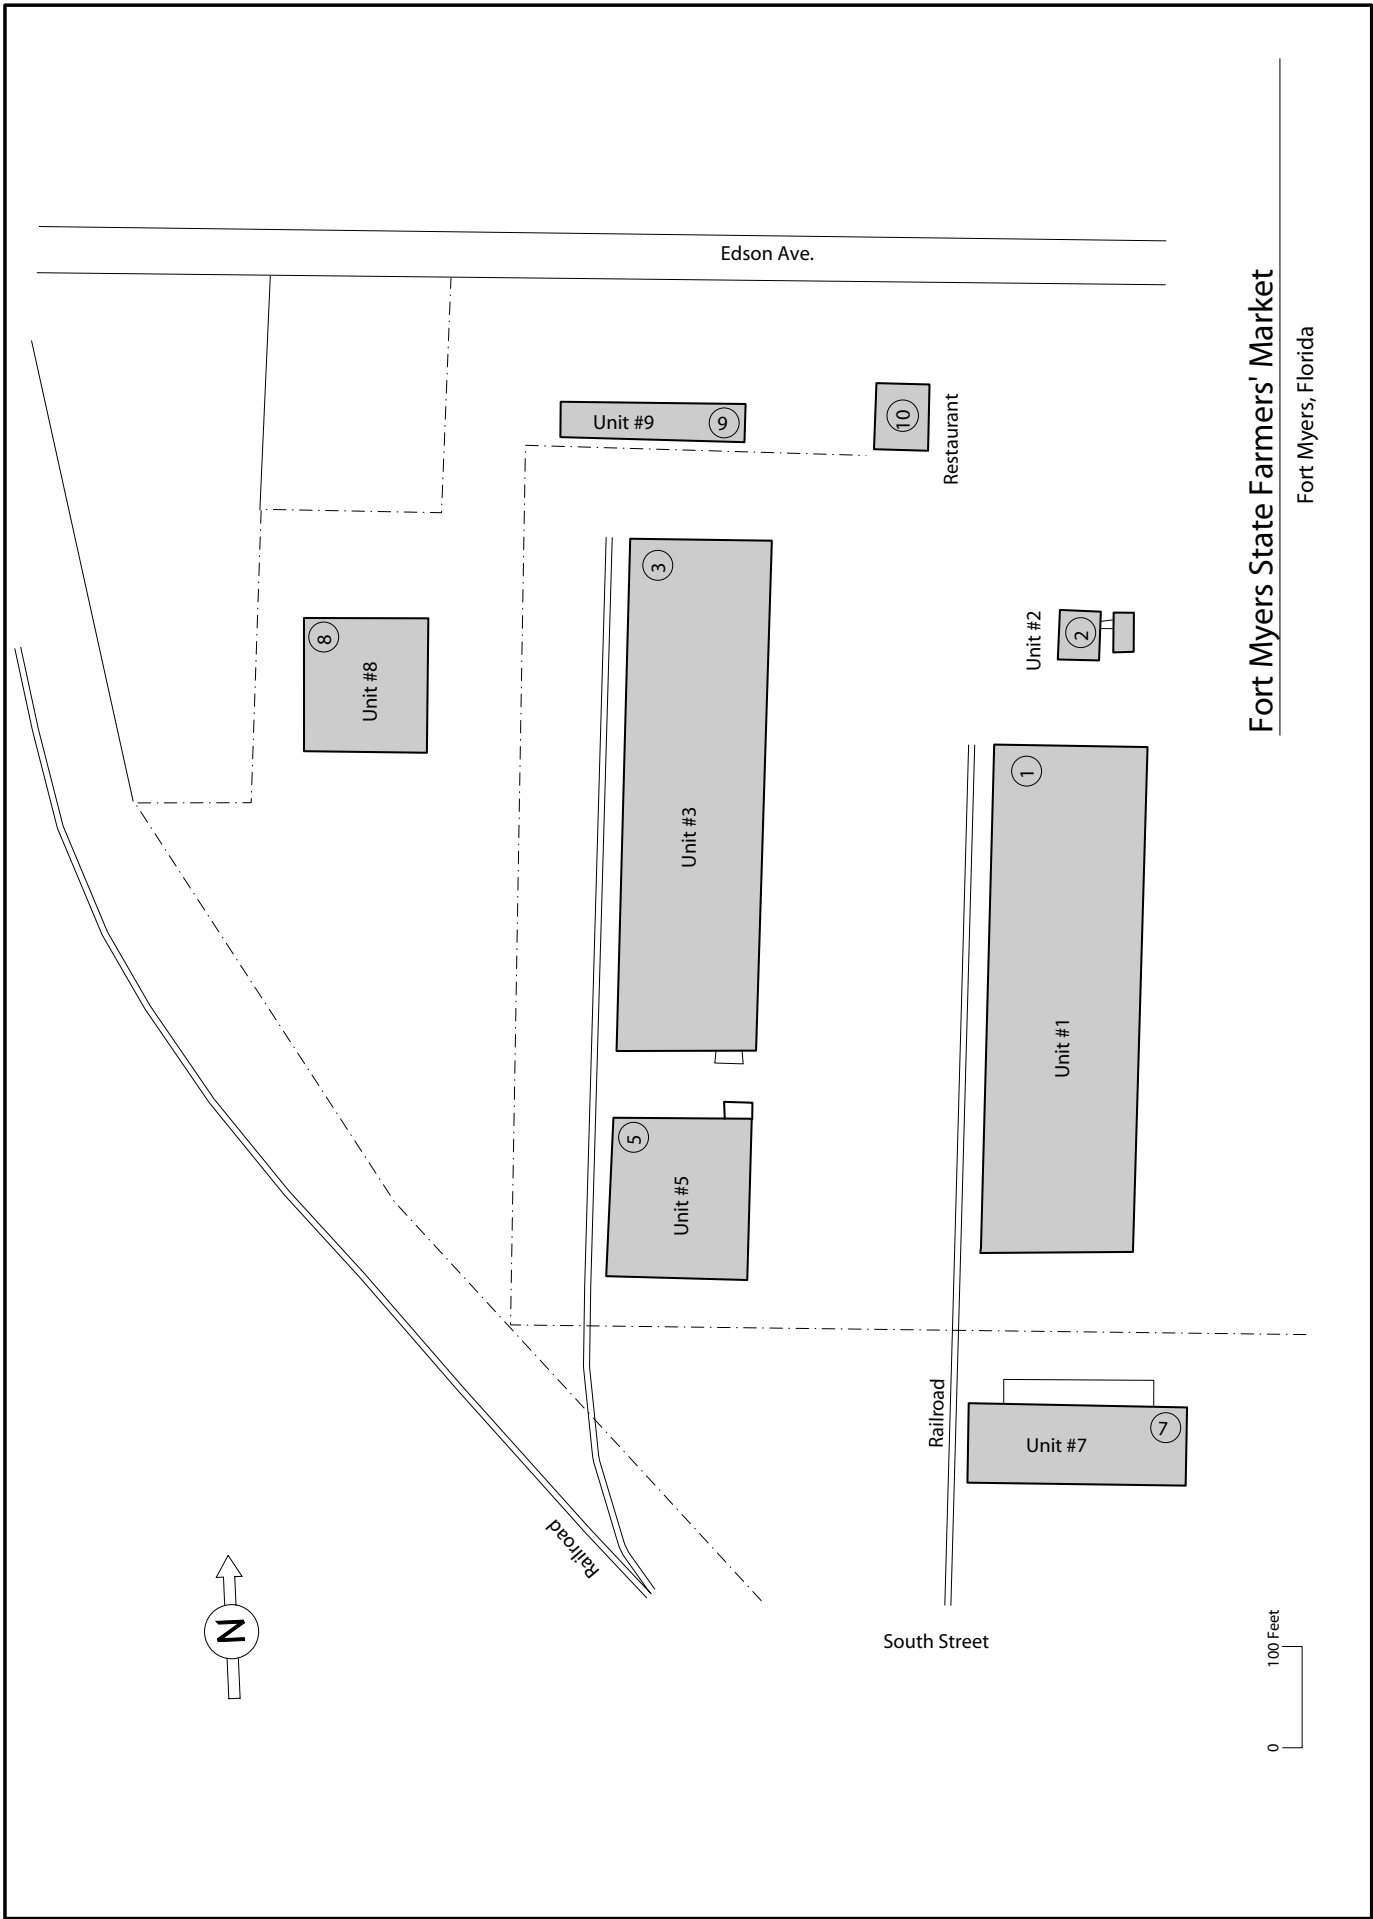 Edson Ave.
Unit #9
9
10
Restaurant
3
Unit #3
8
Unit #8
Unit #2
2
1
Unit #1
5
Unit #5
Railroad
Unit #7
7
Railroad
N
South Street
0
100 Feet
Fort Myers State Farmers' Market
Fort Myers, Florida